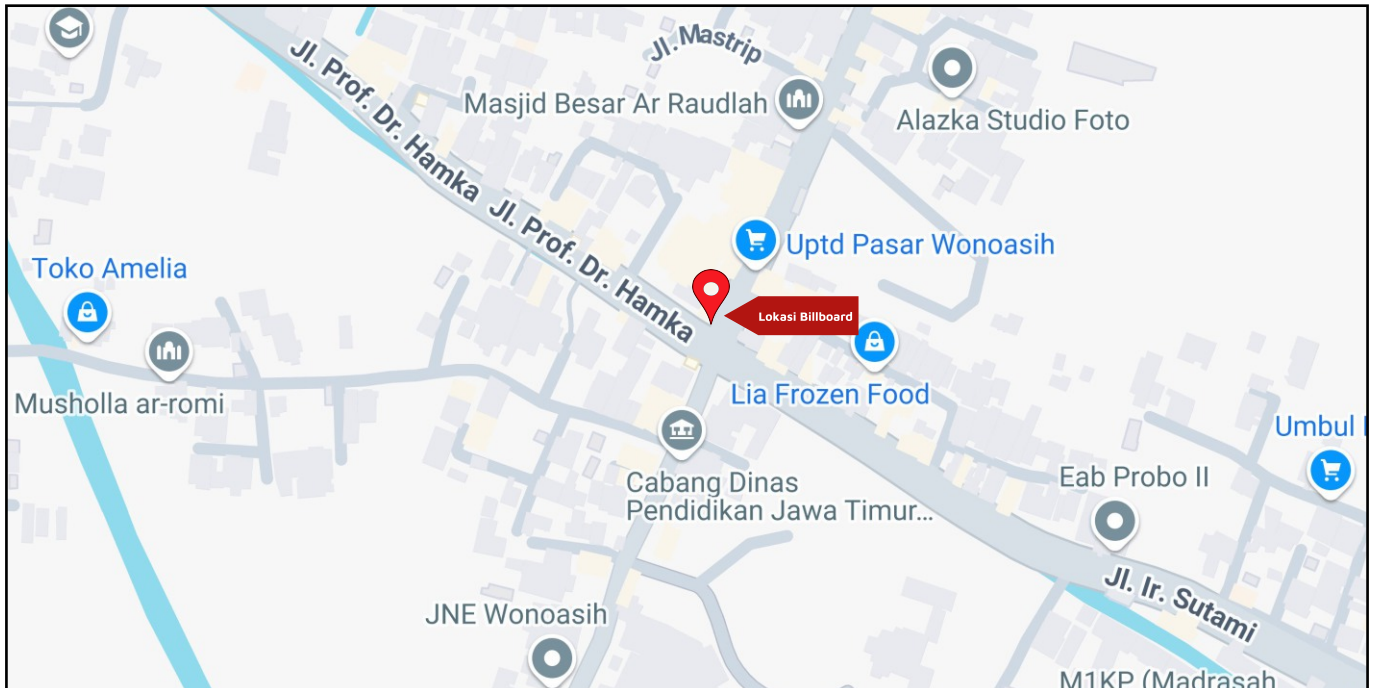 Jl. Mastrip
Jl. Prof. Dr. Hamka
Masjid Besar Ar Raudlah
Alazka Studio Foto
Jl. Prof. Dr. Hamka
Uptd Pasar Wonoasih
Toko Amelia
Lokasi Billboard
Musholla ar-romi
Lia Frozen Food
Umbul
Cabang Dinas
Pendidikan Jawa Timur...
Eab Probo II
Jl. Ir. Sutami
JNE Wonoasih
M1KP (Madrasah